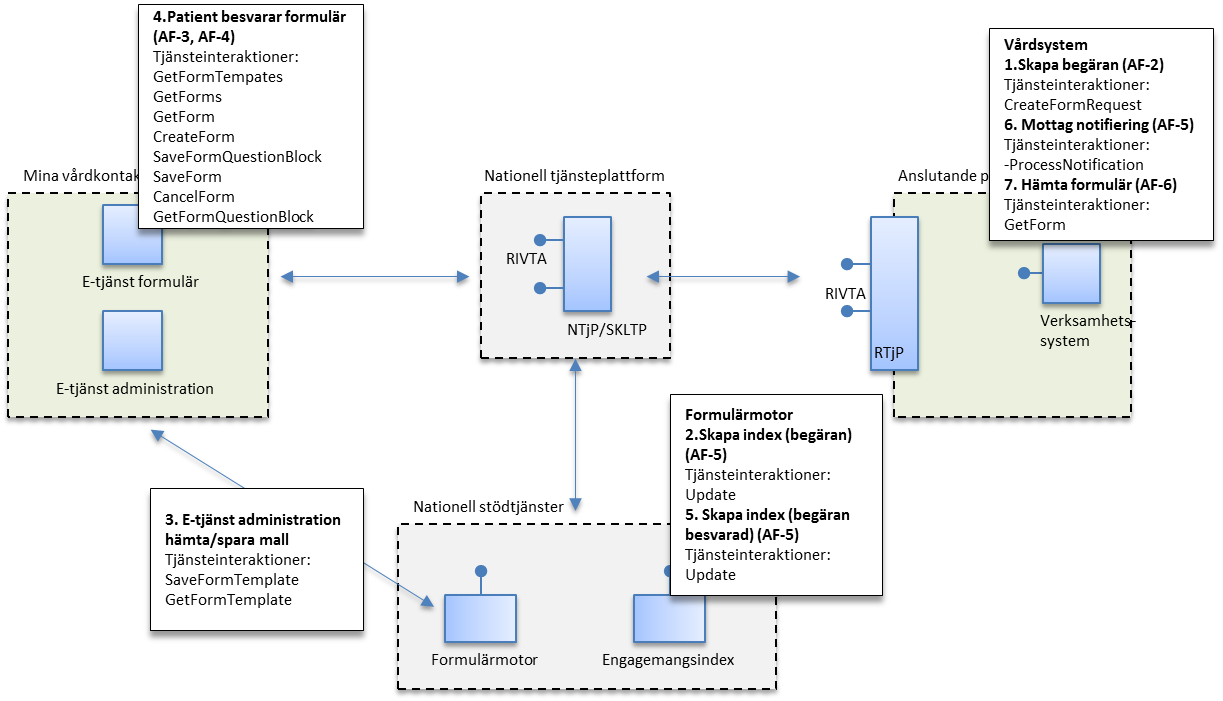 4.Patient besvarar formulär
(AF-3, AF-4)
Tjänsteinteraktioner:
GetFormTempates
GetForms
GetForm
CreateForm
SaveFormQuestionBlock
SaveForm
CancelForm
GetFormQuestionBlock
Mina vårdkontak
E-tjänst formulär
E-tjänst administration
Nationell tjänsteplattform
RIVTA
NTjP/SKLTP
Vårdsystem
1.Skapa begäran (AF-2)
Tjänsteinteraktioner:
CreateFormRequest
6. Mottag notifiering (AF-5)
Tjänsteinteraktioner:
-ProcessNotification
7. Hämta formulär (AF-6)
Tjänsteinteraktioner:
GetForm
Anslutande p
RIVTA
RTjP
Verksamhets-
system
Formulärmotor
2.Skapa index (begäran)
(AF-5)
Tjänsteinteraktioner:
Update
5. Skapa index (begäran
besvarad) (AF-5)
Tjänsteinteraktioner:
Update
3. E-tjänst administration
hämta/spara mall
Tjänsteinteraktioner:
SaveFormTemplate
GetFormTemplate
Nationell stödtjänster
Formulärmotor
Engagemangsindex